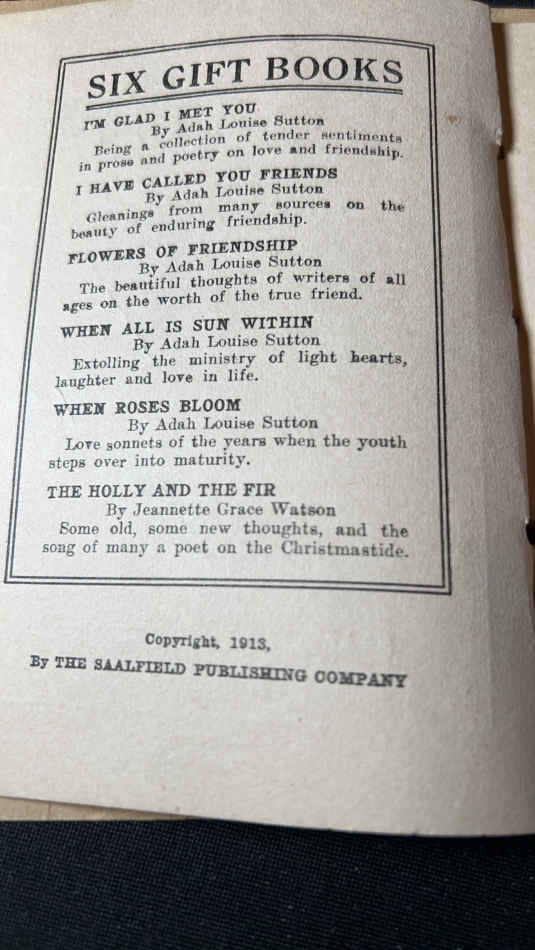 SIX GIFT BOOKS
I'M GLAD I MET YOU
By Adah Louise Sutton
Being a collection of tender sentiments
in prose and poetry on love and friendship.
I HAVE CALLED YOU FRIENDS
By Adah Louise Sutton
Gleanings from many sources on the
beauty of enduring friendship.
FLOWERS OF FRIENDSHIP
By Adah Louise Sutton
The beautiful thoughts of writers of all
ages on the worth of the true friend.
WHEN ALL IS SUN WITHIN
By Adah Louise Sutton
Extolling the ministry of light hearts,
laughter and love in life.
WHEN ROSES BLOOM
By Adah Louise Sutton
Love sonnets of the years when the youth
steps over into maturity.
THE HOLLY AND THE FIR
By Jeannette Grace Watson
Some old, some new thoughts, and the
song of many a poet on the Christmastide.
Copyright, 1913,
By THE SAALFIELD PUBLISHING COMPANY